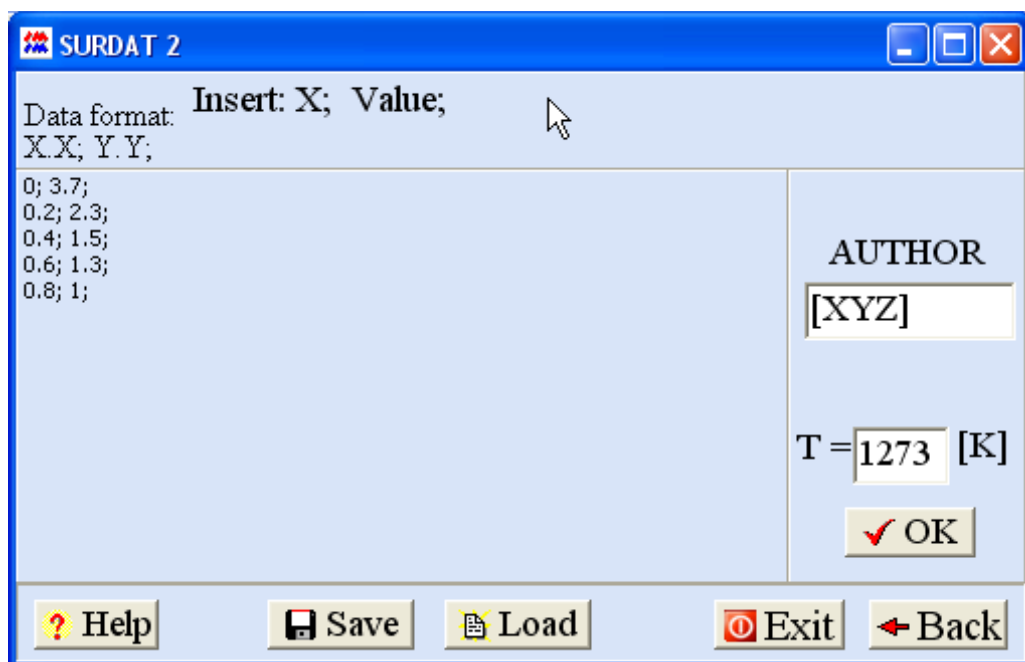 SURDAT 2
Data format: Insert: X; Value;
X.X; Y.Y;
0; 3.7;
0.2; 2.3;
0.4; 1.5;
0.6; 1.3;
0.8; 1;
AUTHOR
[XYZ]
T = 1273 [K]
OK
Help Save Load Exit Back